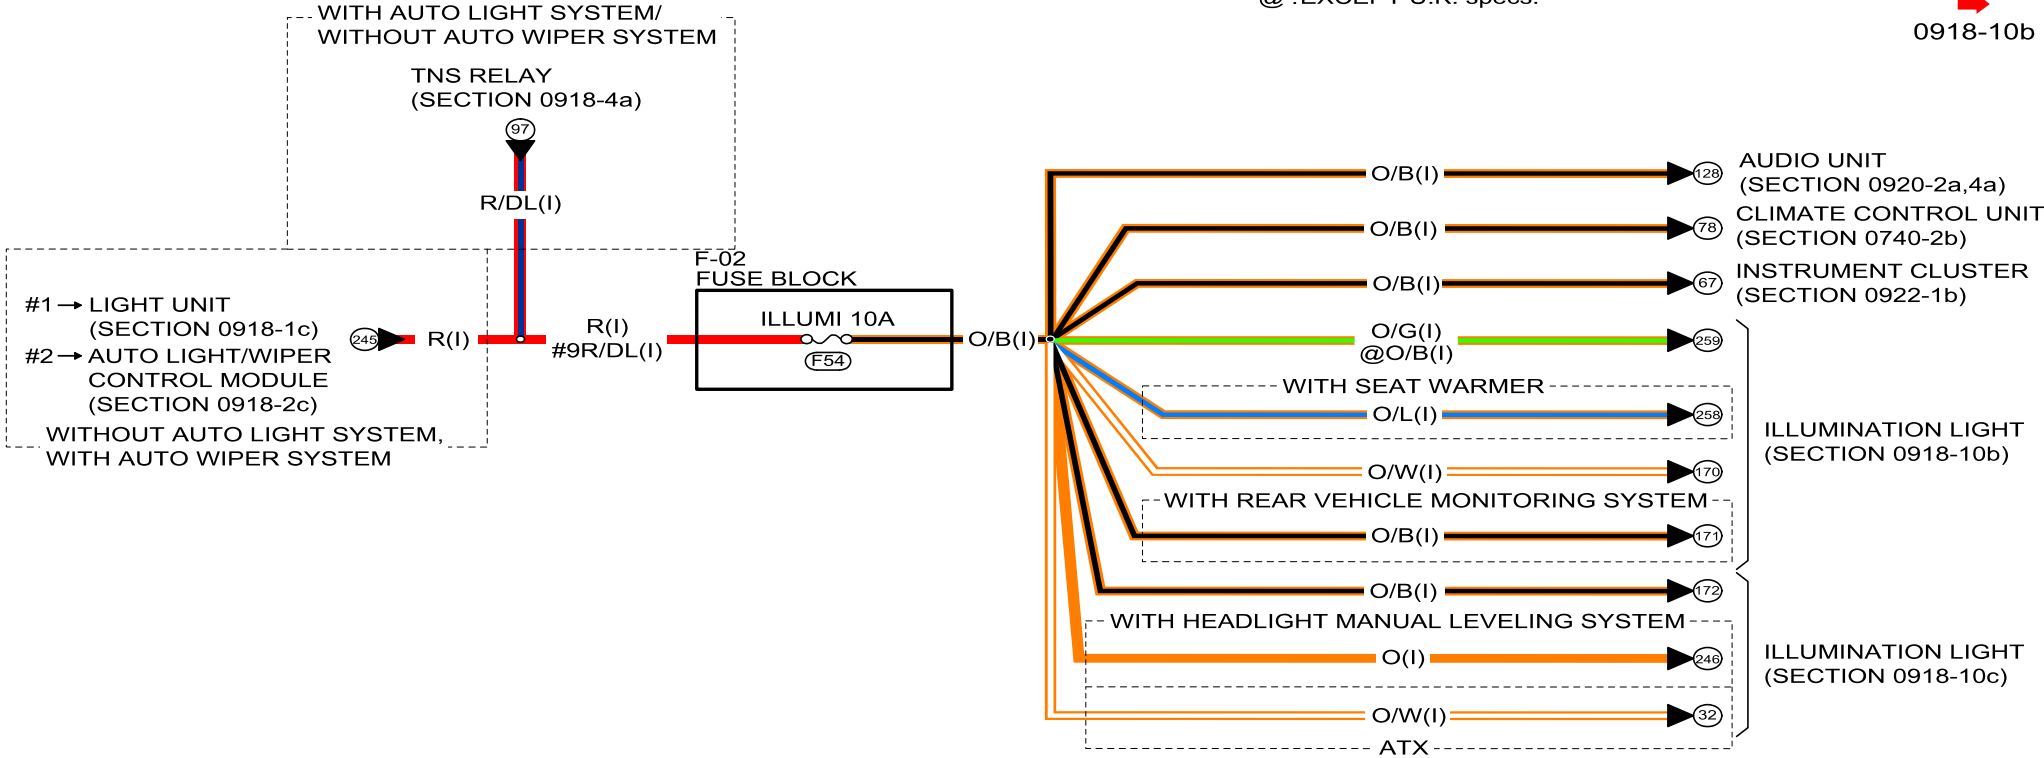 WITH AUTO LIGHT SYSTEM/
WITHOUT AUTO WIPER SYSTEM
TNS RELAY
(SECTION 0918-4a)
97
R/DL(I)
#1→ LIGHT UNIT
(SECTION 0918-1c)
#2→ AUTO LIGHT/WIPER
CONTROL MODULE
(SECTION 0918-2c)
245
R(I)
WITHOUT AUTO LIGHT SYSTEM,
WITH AUTO WIPER SYSTEM
R(I)
#9R/DL(I)
F-02
FUSE BLOCK
ILLUMI 10A
F54
O/B(I)
@ :EXCEPT U.K. specs.
0918-10b
O/B(I)
128
AUDIO UNIT
(SECTION 0920-2a,4a)
O/B(I)
78
CLIMATE CONTROL UNIT
(SECTION 0740-2b)
O/B(I)
67
INSTRUMENT CLUSTER
(SECTION 0922-1b)
O/G(I)
@O/B(I)
259
WITH SEAT WARMER
O/L(I)
258
O/W(I)
170
WITH REAR VEHICLE MONITORING SYSTEM
O/B(I)
171
ILLUMINATION LIGHT
(SECTION 0918-10b)
O/B(I)
172
WITH HEADLIGHT MANUAL LEVELING SYSTEM
O(I)
246
O/W(I)
32
ATX
ILLUMINATION LIGHT
(SECTION 0918-10c)